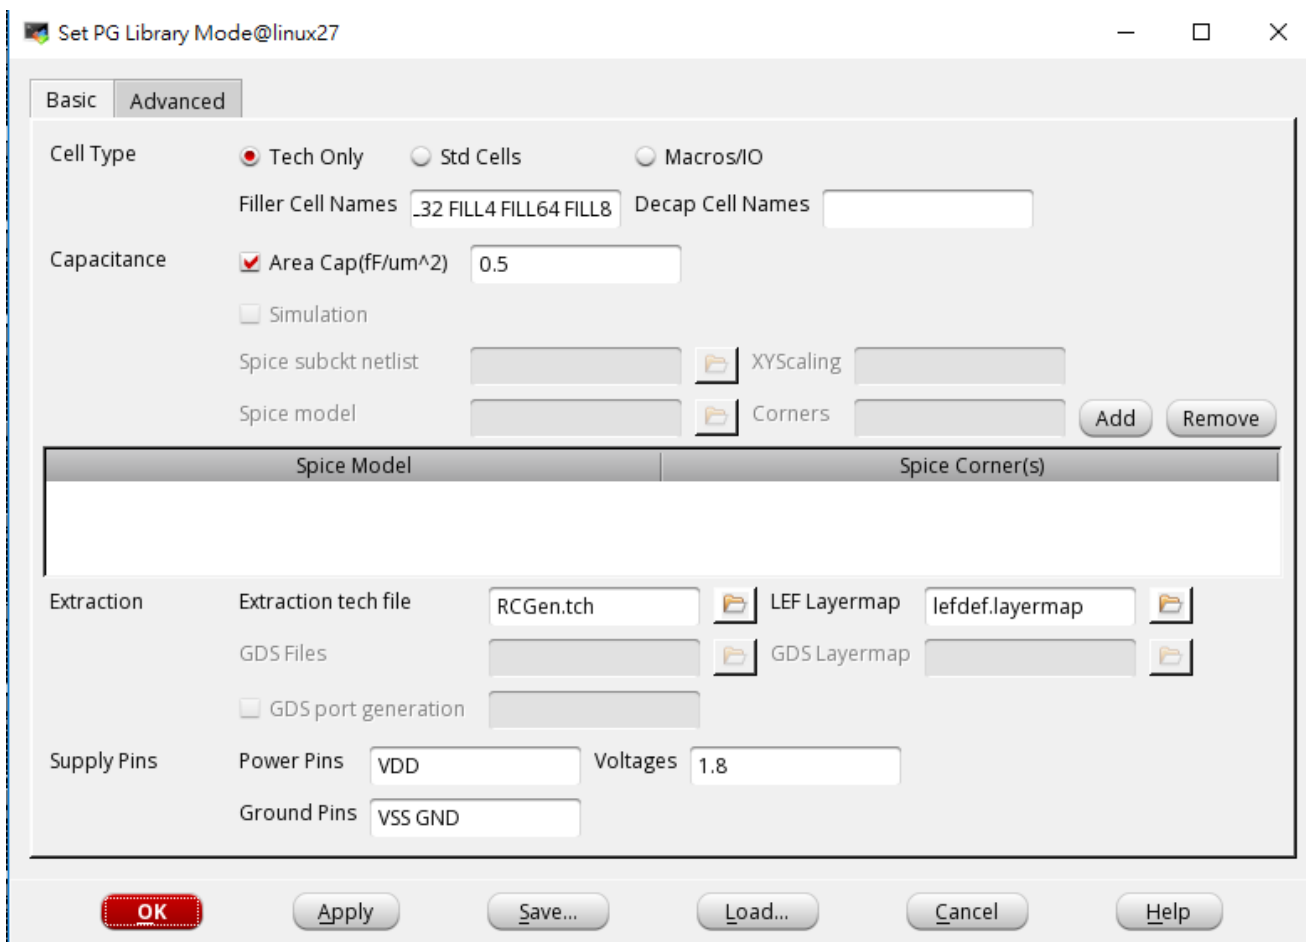 Set PG Library Mode@linux27
Basic Advanced
Cell Type Tech Only Std Cells Macros/IO
Filler Cell Names 32 FILL4 FILL64 FILL8 Decap Cell Names
Capacitance Area Cap(fF/um^2) 0.5
Simulation
Spice subckt netlist XYScaling
Spice model Corners Add Remove
Spice Model Spice Corner(s)
Extraction Extraction tech file RCGen.tch LEF Layermap lefdef.layermap
GDS Files GDS Layermap
GDS port generation
Supply Pins Power Pins VDD Voltages 1.8
Ground Pins VSS GND
OK Apply Save... Load... Cancel Help